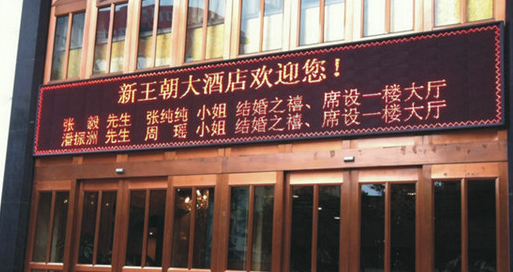 新王朝大酒店欢迎您！
张 毅 先生 张纯纯 小姐 结婚之禧、席设一楼大厅
潘探洲 先生 周 瑶 小姐 结婚之禧、席设一楼大厅